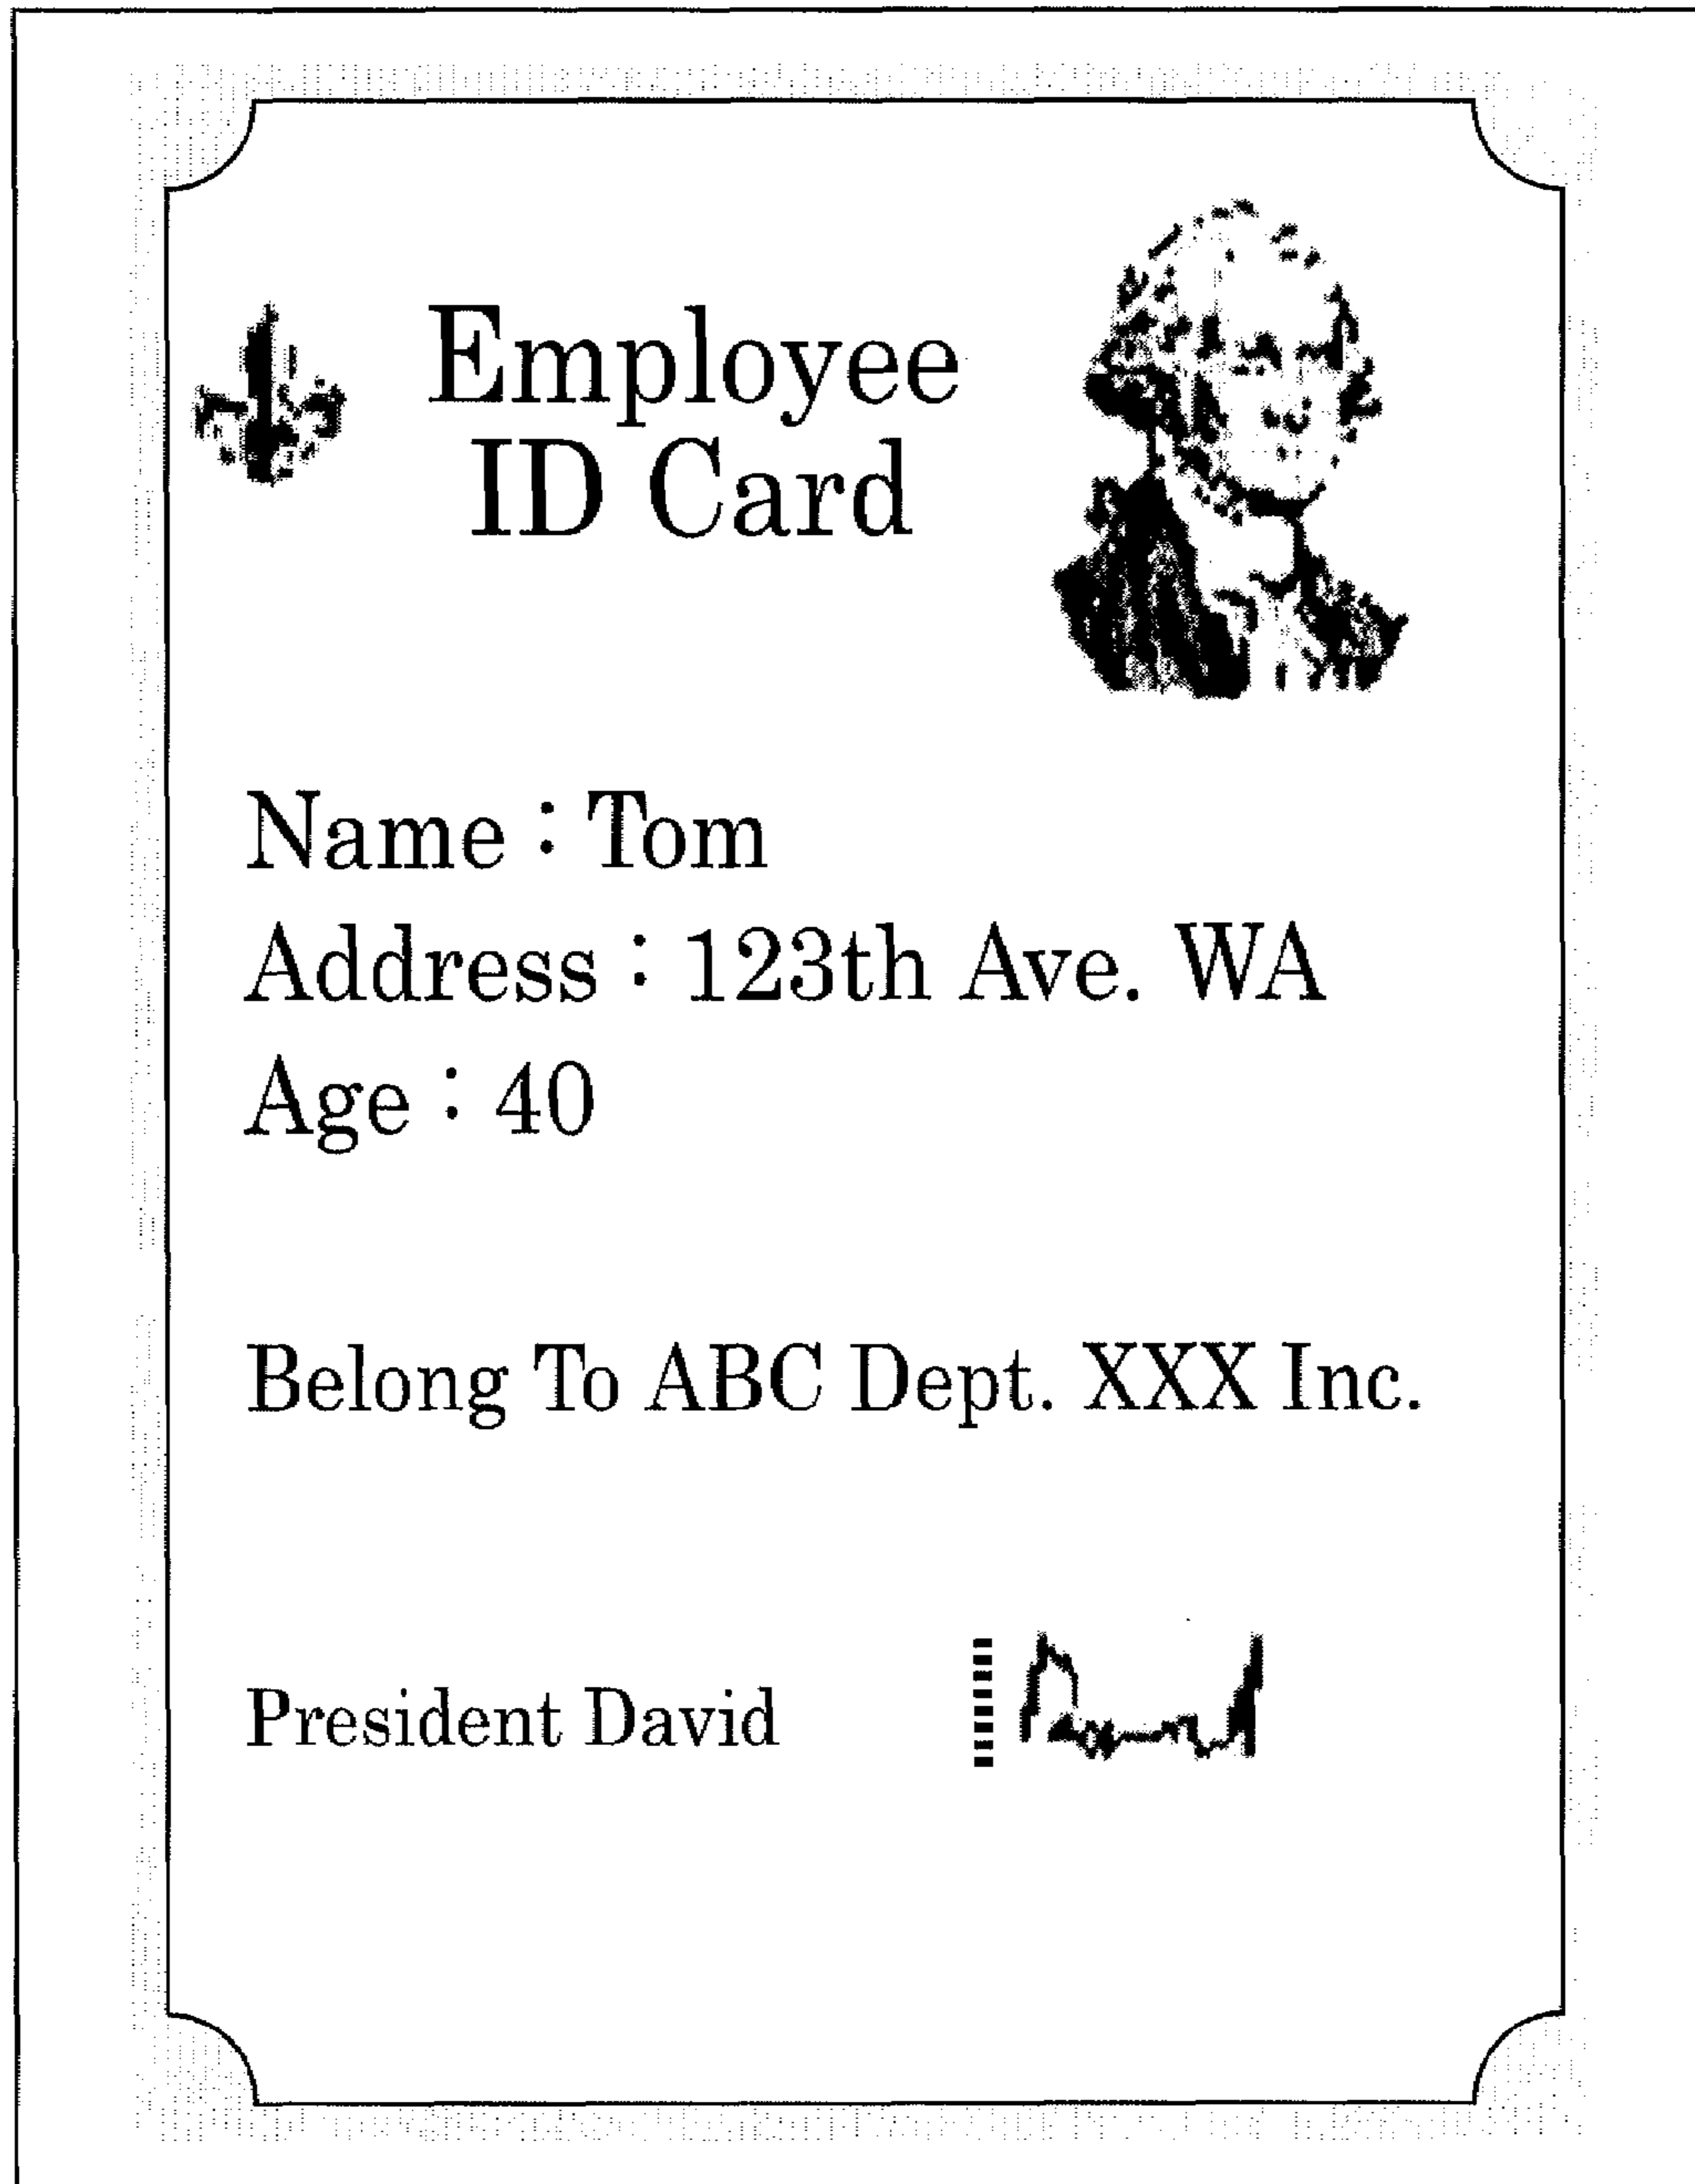 Employee
ID Card
Name : Tom
Address : 123th Ave. WA
Age : 40
Belong To ABC Dept. XXX Inc.
President David